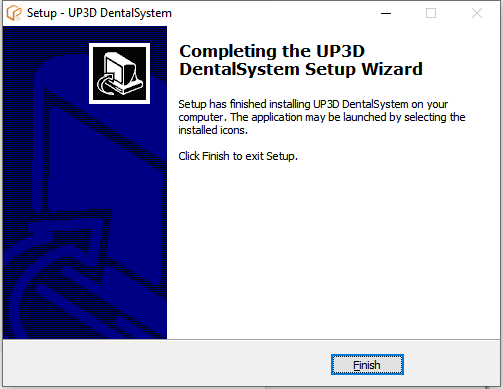 Setup - UP3D DentalSystem
Completing the UP3D
DentalSystem Setup Wizard
Setup has finished installing UP3D DentalSystem on your
computer. The application may be launched by selecting the
installed icons.
Click Finish to exit Setup.
Finish